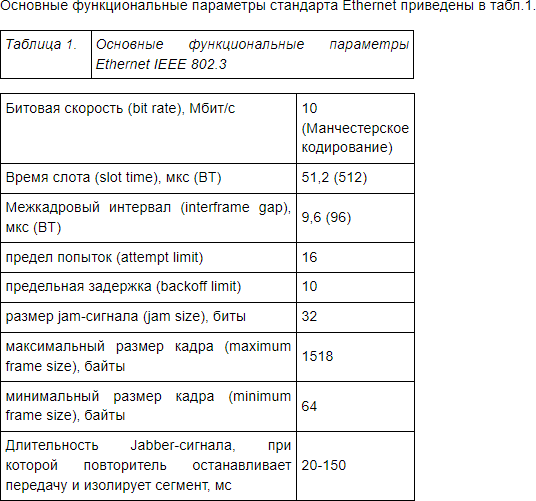 Основные функциональные параметры стандарта Ethernet приведены в табл.1.
Таблица 1.
Основные функциональные параметры
Ethernet IEEE 802.3
Битовая скорость (bit rate), Мбит/с
10
(Манчестерское
кодирование)
Время слота (slot time), мкс (BT)
51,2 (512)
Межкадровый интервал (interframe gap),
мкс (BT)
9,6 (96)
предел попыток (attempt limit)
16
предельная задержка (backoff limit)
10
размер jam-сигнала (jam size), биты
32
максимальный размер кадра (maximum
frame size), байты
1518
минимальный размер кадра (minimum
frame size), байты
64
Длительность Jabber-сигнала, при
которой повторитель останавливает
передачу и изолирует сегмент, мс
20-150